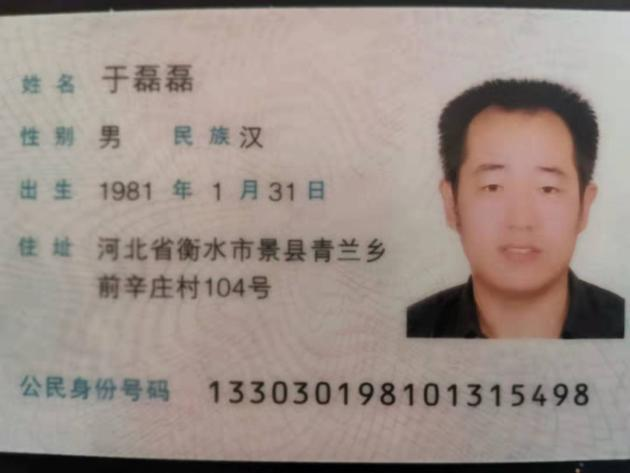 姓名 于磊磊
性别 男 民族 汉
出生 1981 年 1 月 31 日
住址 河北省衡水市景县青兰乡
前辛庄村104号
公民身份号码 133030198101315498